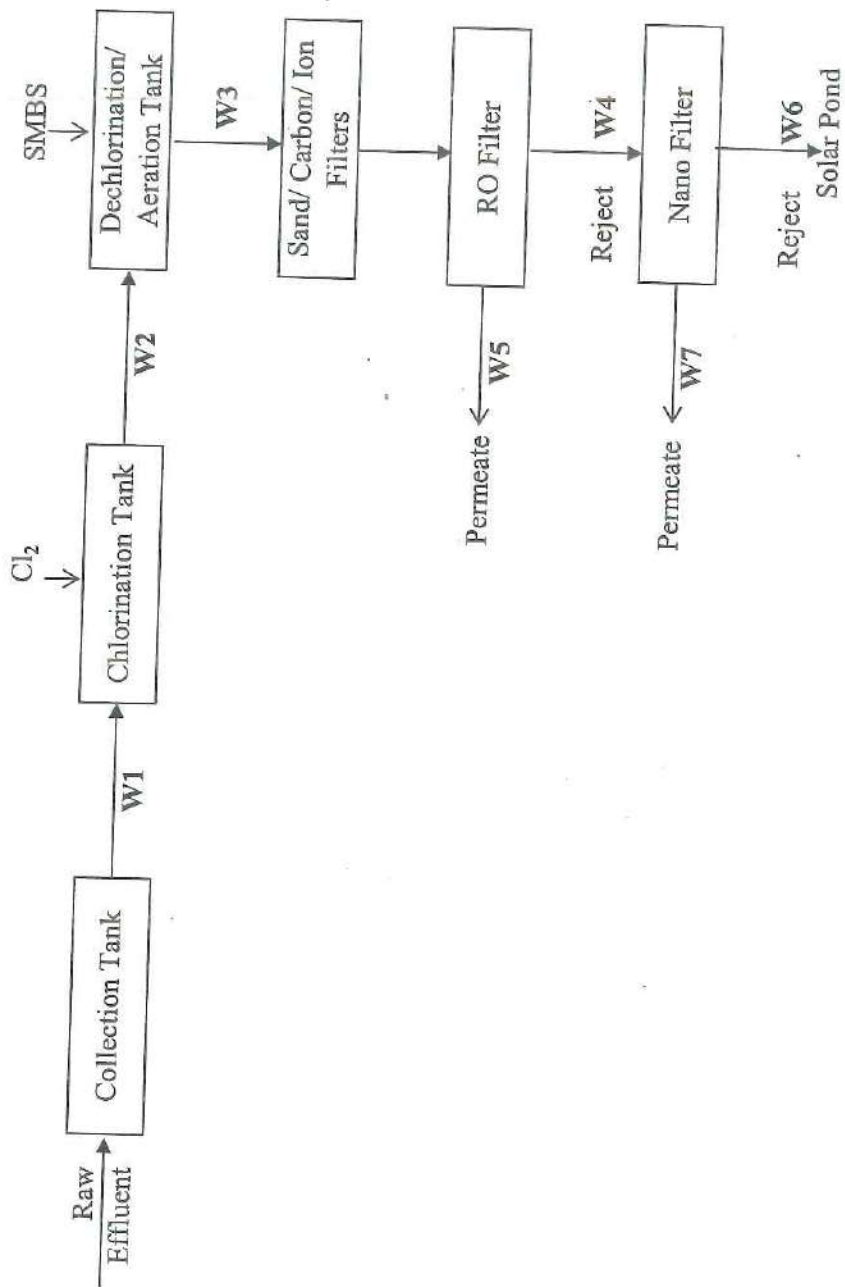 Raw
Effluent
Collection Tank
W1
Cl₂
Chlorination Tank
W2
SMBS
Dechlorination/
Aeration Tank
W3
Sand/ Carbon/ Ion
Filters
RO Filter
W5
Permeate
Reject
W4
Nano Filter
W7
Permeate
Reject
W6
Solar Pond